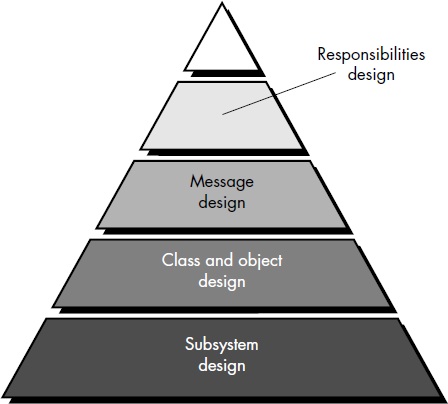 Responsibilities
design
Message
design
Class and object
design
Subsystem
design